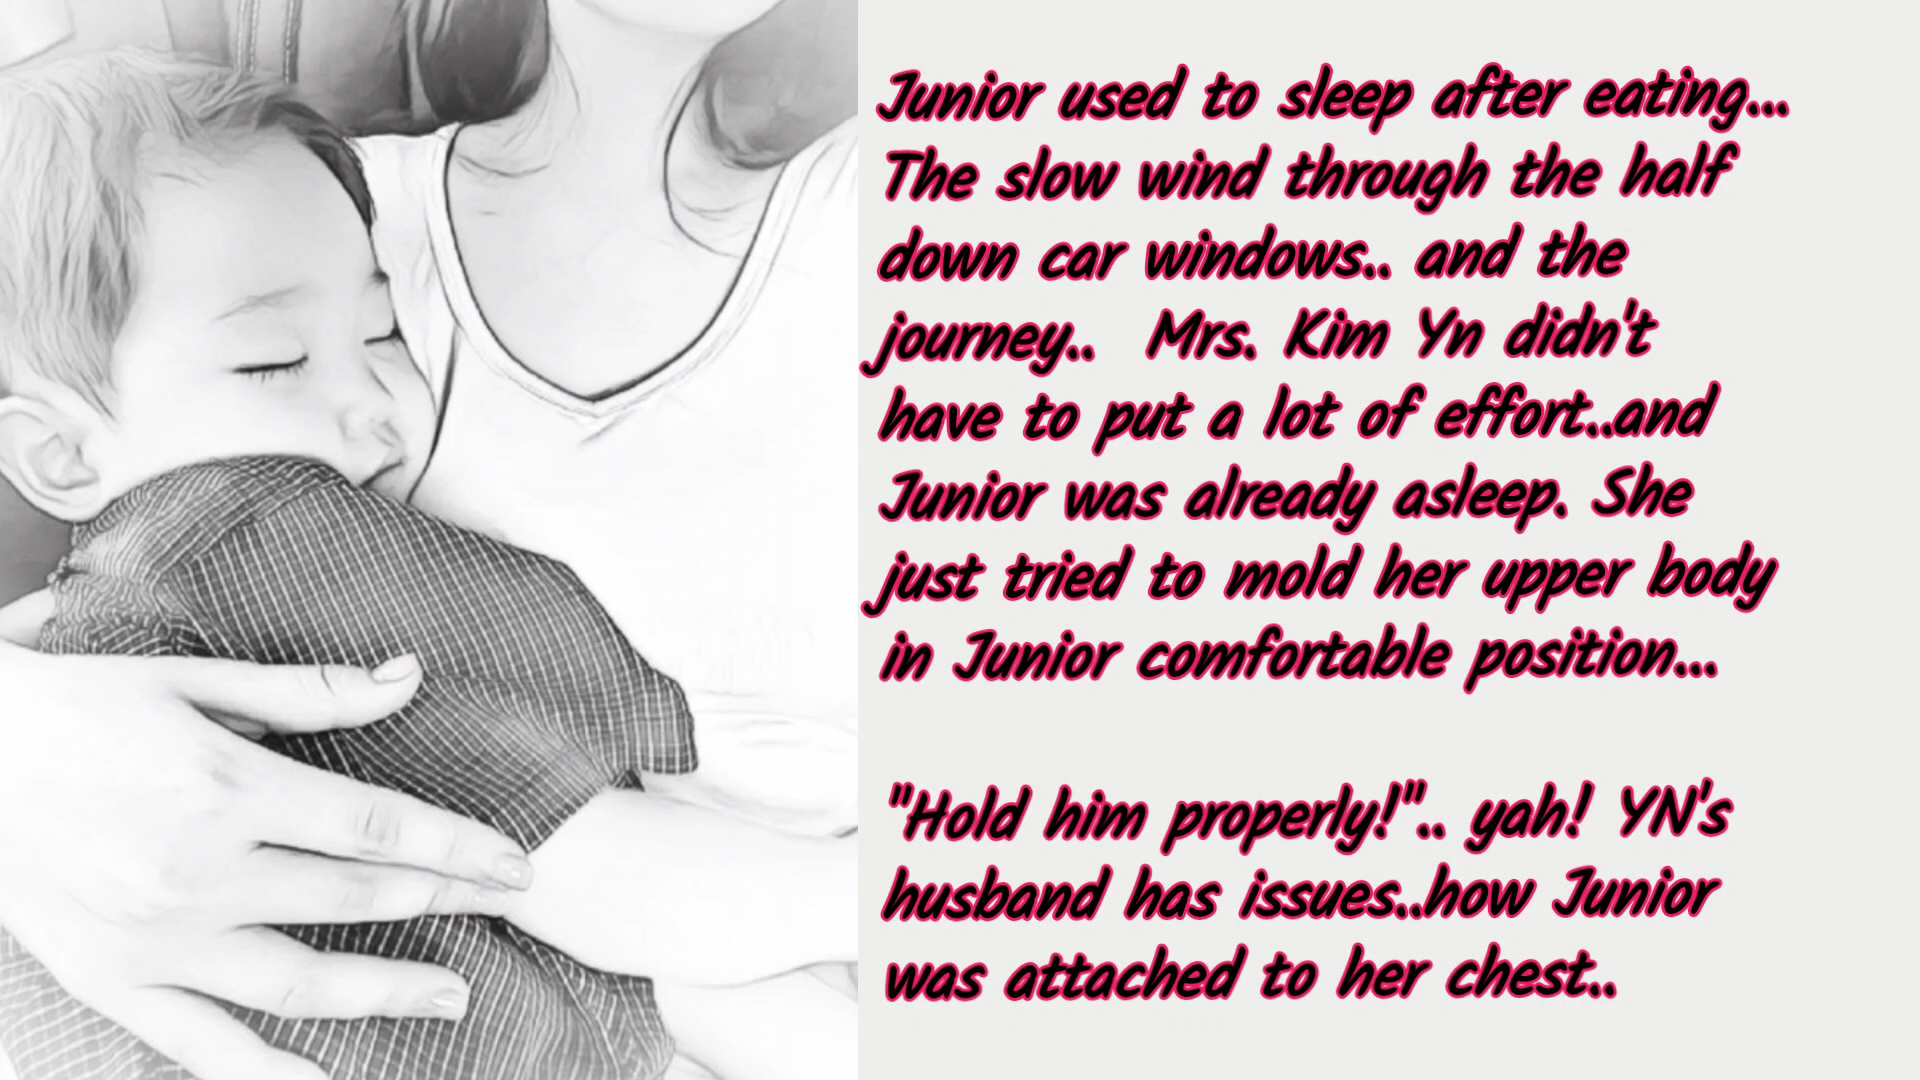 Junior used to sleep after eating...
The slow wind through the half
down car windows.. and the
journey.. Mrs. Kim Yn didn't
have to put a lot of effort..and
Junior was already asleep. She
just tried to mold her upper body
in Junior comfortable position...
"Hold him properly!".. yah! YN's
husband has issues..how Junior
was attached to her chest..